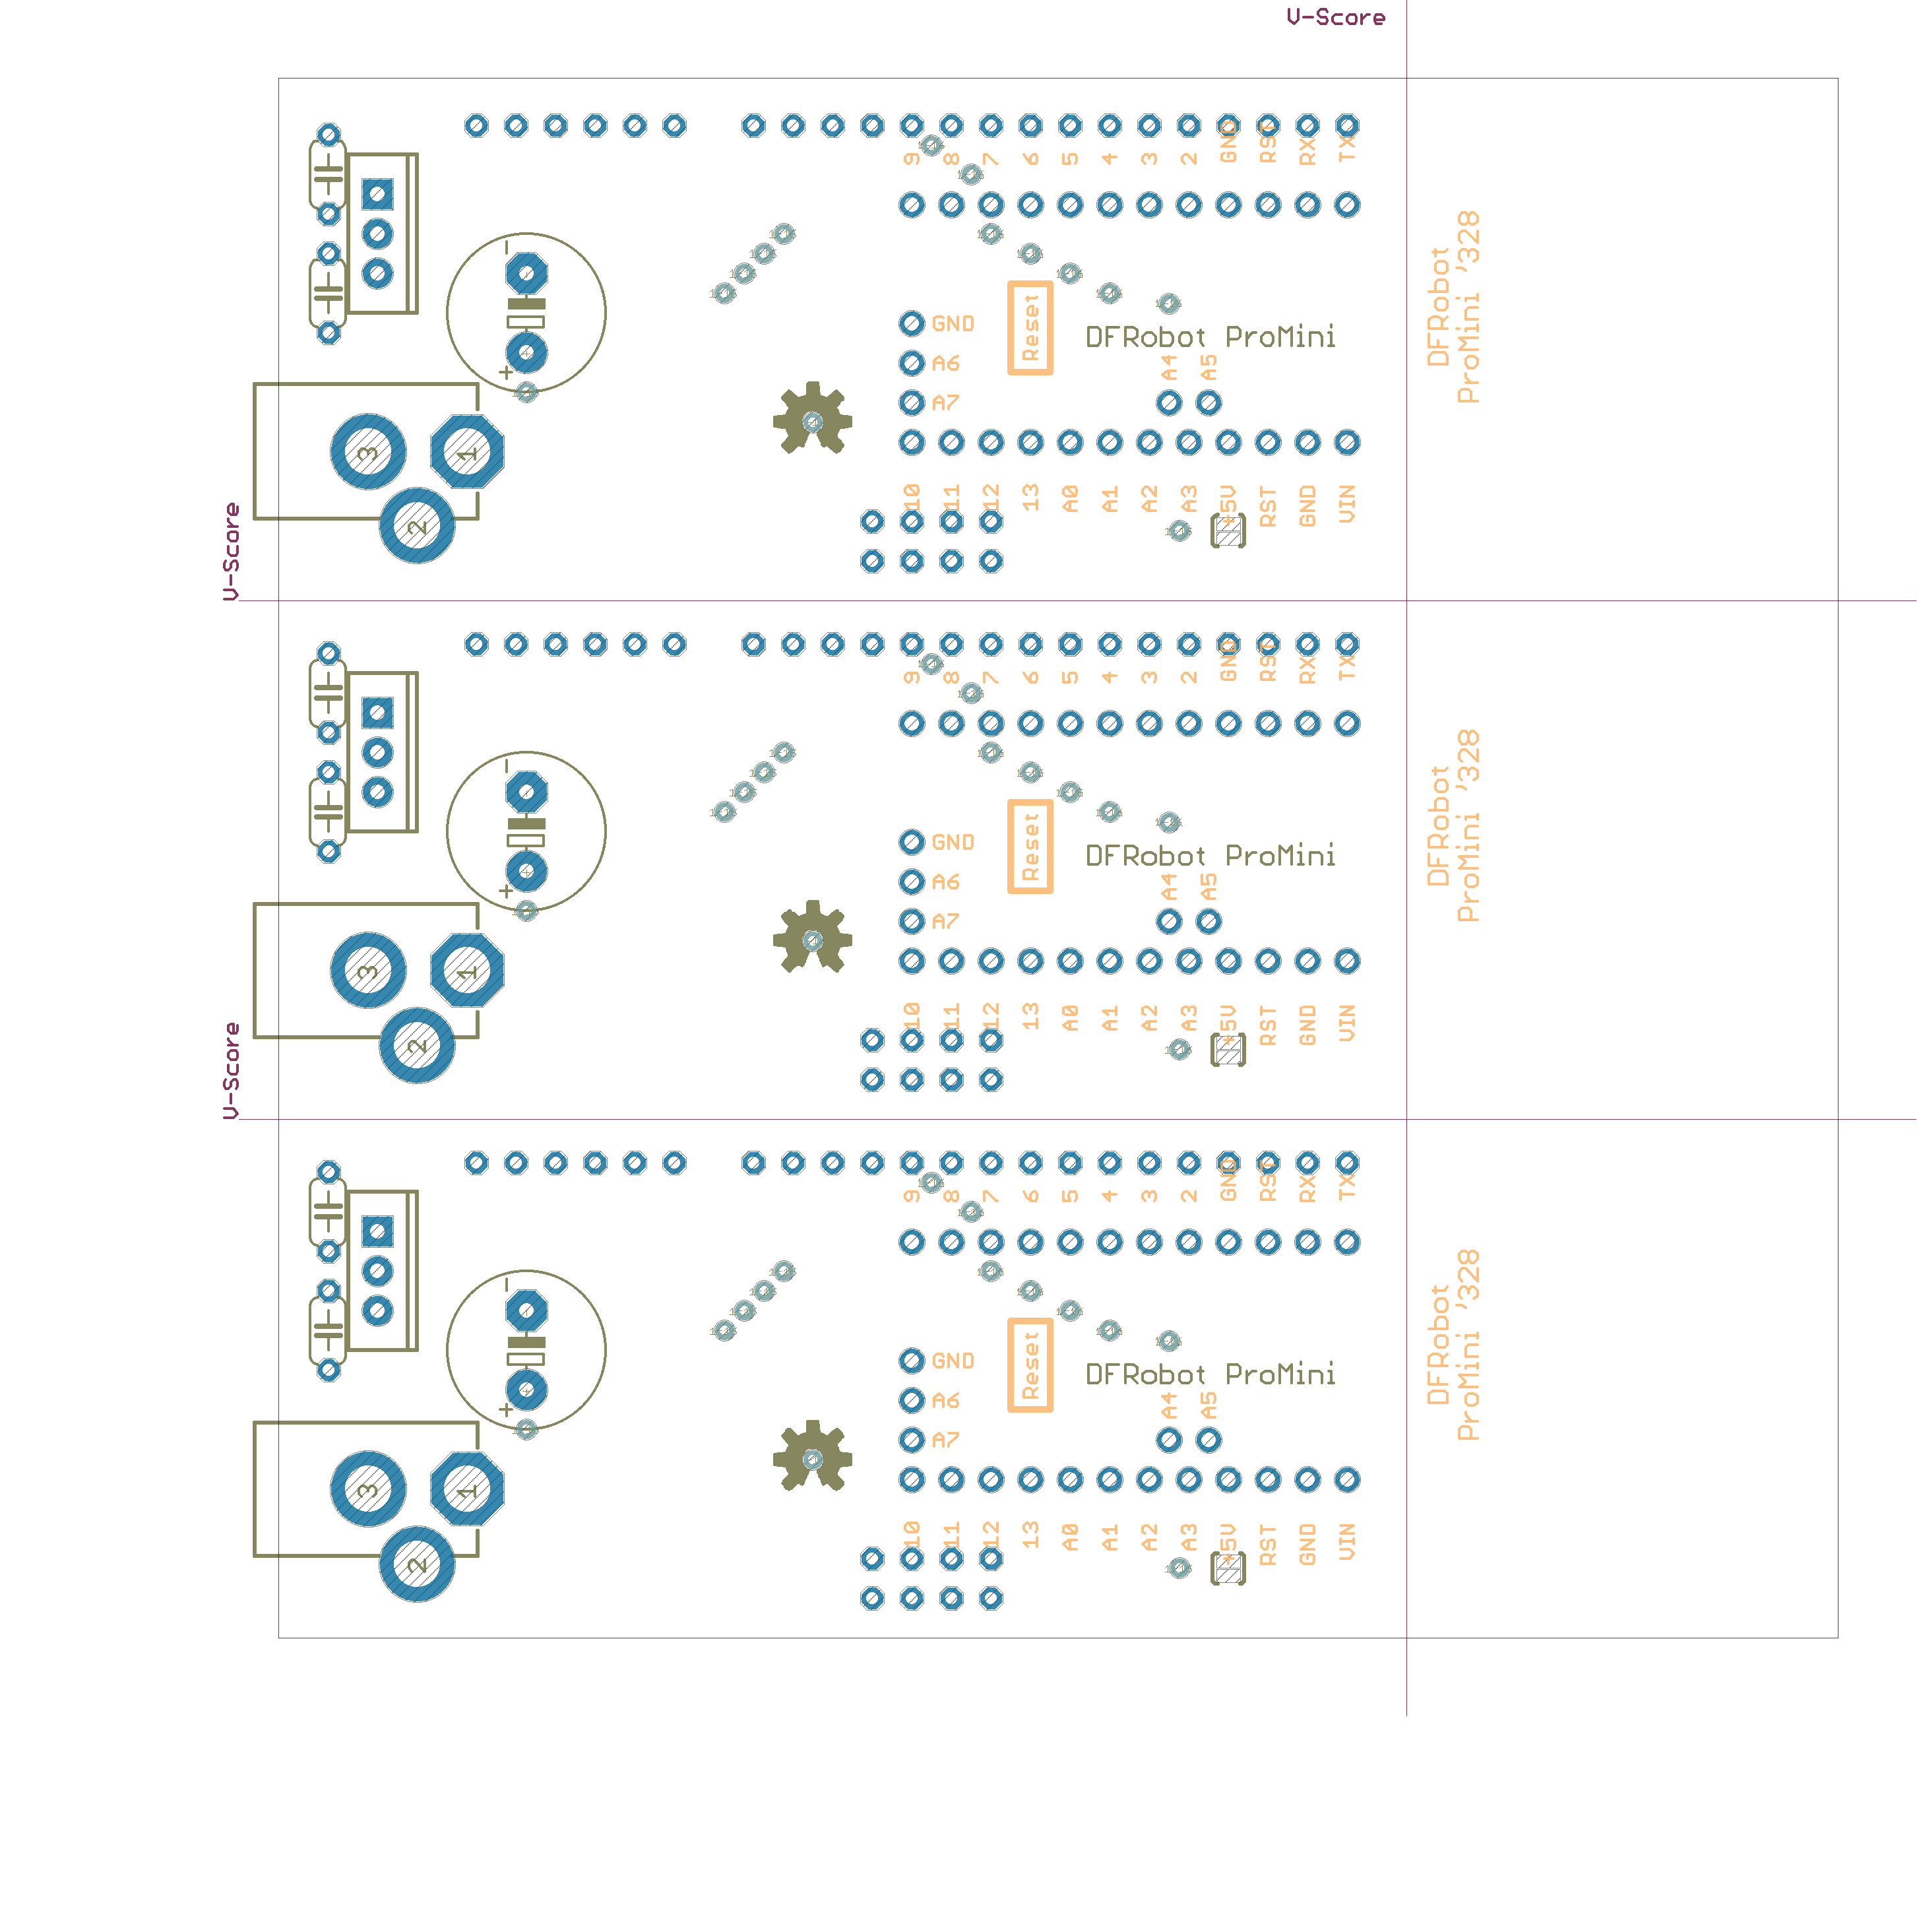 V-Score
9 8 7 6 5 4 3 2 GND RST RX TX
- 
GND
Reset
DFRobot ProMini
DFRobot
ProMini '328
A6
A4 A5
+
A7
3 1
2
10 11 12 13 A0 A1 A2 A3 +5V RST GND VIN
V-Score
9 8 7 6 5 4 3 2 GND RST RX TX
-
GND
Reset
DFRobot ProMini
DFRobot
ProMini '328
A6
A4 A5
+
A7
3 1
2
10 11 12 13 A0 A1 A2 A3 +5V RST GND VIN
V-Score
9 8 7 6 5 4 3 2 GND RST RX TX
-
GND
Reset
DFRobot ProMini
DFRobot
ProMini '328
A6
A4 A5
+
A7
3 1
2
10 11 12 13 A0 A1 A2 A3 +5V RST GND VIN